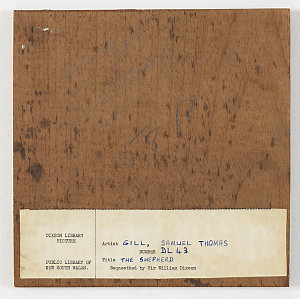 DIXSON LIBRARY
PICTURE
PUBLIC LIBRARY OF
NEW SOUTH WALES.
Artist GILL, SAMUEL THOMAS
NUMBER DL 43
Title THE SHEPHERD
Bequeathed by Sir William Dixson